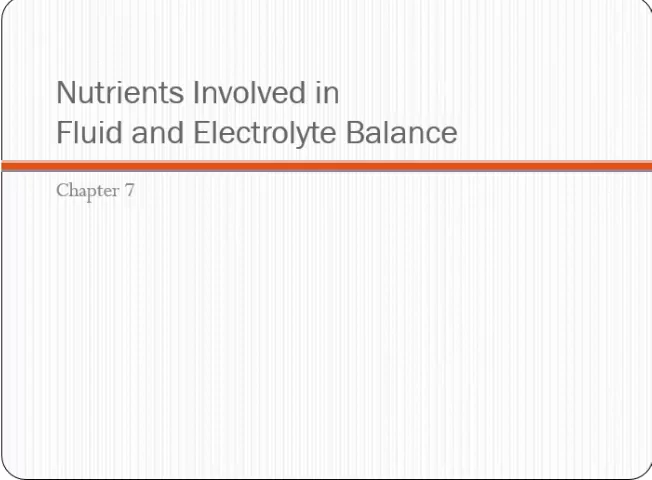 Nutrients Involved in
Fluid and Electrolyte Balance
Chapter 7